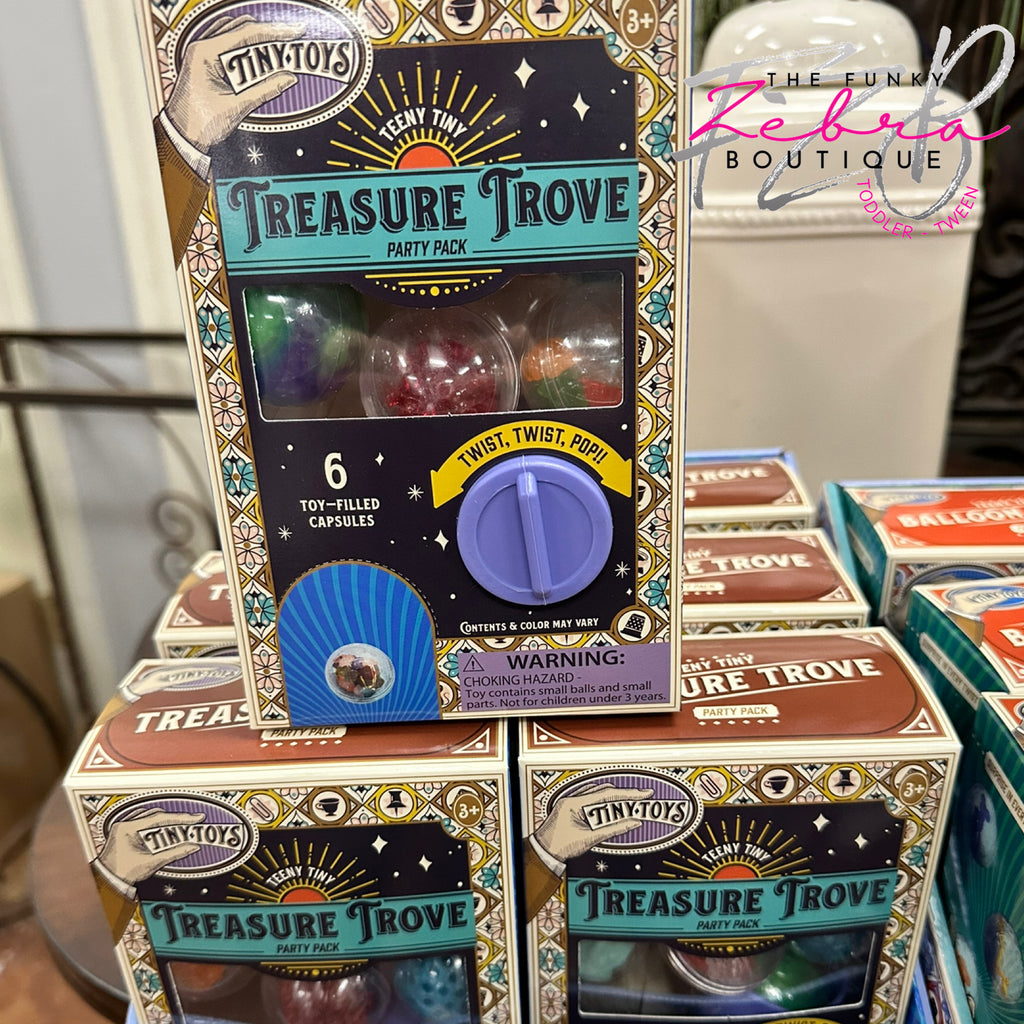 TINY·TOYS
3+
TEENY TINY
TREASURE TROVE
PARTY PACK
6
TOY-FILLED
CAPSULES
TWIST, TWIST, POP!!
CONTENTS & COLOR MAY VARY
WARNING:
CHOKING HAZARD -
Toy contains small balls and small
parts. Not for children under 3 years.
THE FUNKY
Zebra
BOUTIQUE
TODDLER - TWEEN
FZB
TROVE
TROVE
BALLOON
TREAS
PARTY PACK
TEENY TINY
URE TROVE
PARTY PACK
TINY·TOYS
3+
TEENY TINY
TREASURE TROVE
PARTY PACK
TINY·TOYS
3+
TEENY TINY
TREASURE TROVE
PARTY PACK